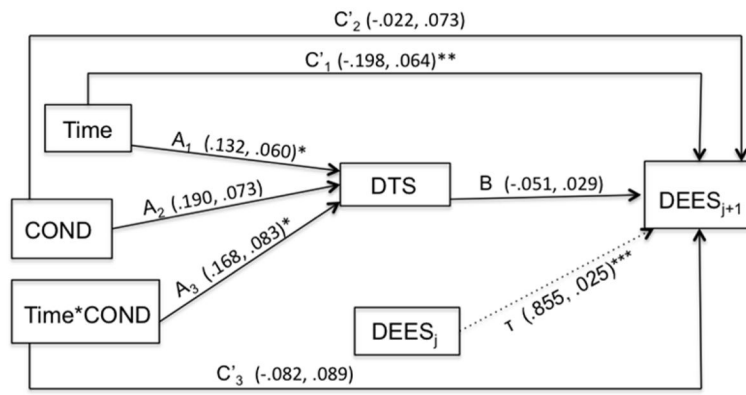 C'₂ (-.022, .073)
C'₁ (-.198, .064)**
Time
A₁ (.132, .060)*
DTS
B (-.051, .029)
DEESⱼ₊₁
A₂ (.190, .073)
COND
A₃ (.168, .083)*
Time*COND
DEESⱼ
τ (.855, .025)***
C'₃ (-.082, .089)